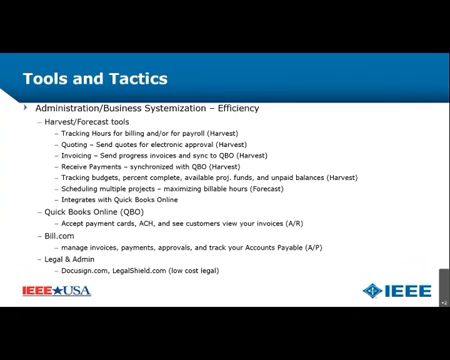 Tools and Tactics
Administration/Business Systemization – Efficiency
– Harvest/Forecast tools
Tracking Hours for billing and/or for payroll (Harvest)
Quoting – Send quotes for electronic approval (Harvest)
Invoicing – Send progress invoices and sync to QBO (Harvest)
Receive Payments – synchronized with QBO (Harvest)
Tracking budgets, percent complete, available proj. funds, and unpaid balances (Harvest)
Scheduling multiple projects – maximizing billable hours (Forecast)
Integrates with Quick Books Online
– Quick Books Online (QBO)
Accept payment cards, ACH, and see customers view your invoices (A/R)
– Bill.com
manage invoices, payments, approvals, and track your Accounts Payable (A/P)
– Legal & Admin
Docusign.com, LegalShield.com (low cost legal)
IEEE USA
IEEE